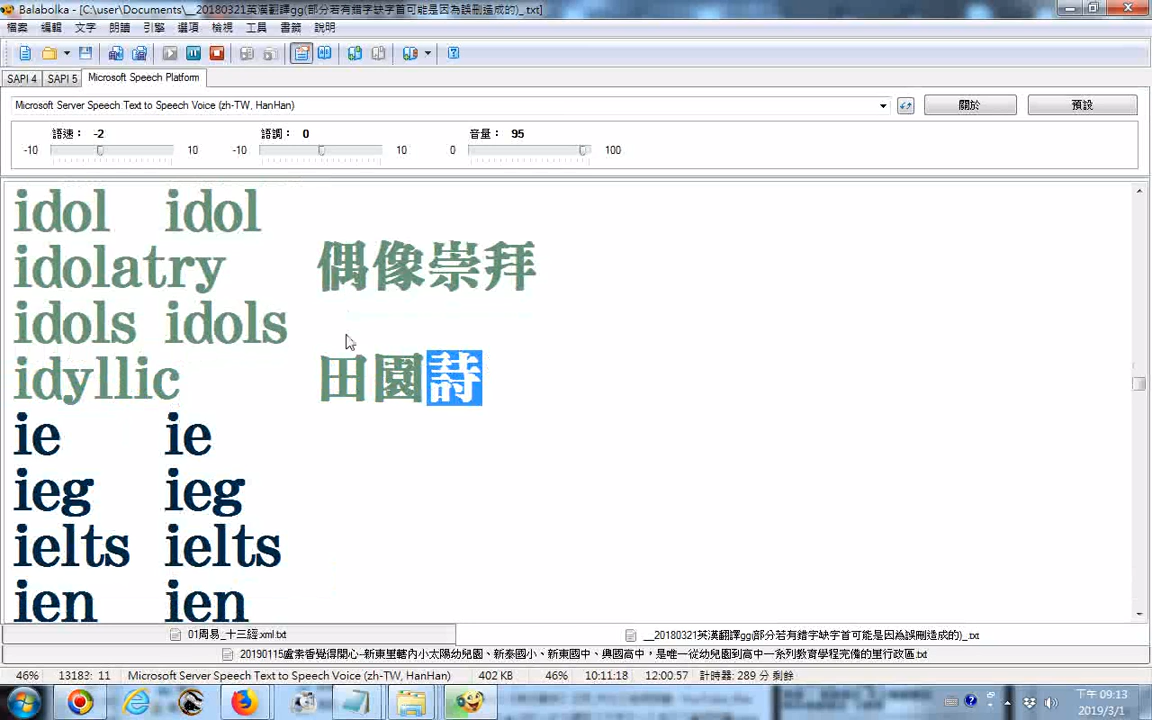 Balabolka - [C:\user\Documents\__20180321英漢翻譯gg(部分若有錯字缺字首可能是因為誤刪造成的)_.txt]
檔案 編輯 文字 朗讀 引擎 選項 檢視 工具 書籤 說明
SAPI 4 SAPI 5 Microsoft Speech Platform
Microsoft Server Speech Text to Speech Voice (zh-TW, HanHan) 關於 預設
語速： -2 語調： 0 音量： 95
-10 10 -10 10 0 100
idol idol
idolatry 偶像崇拜
idols idols
idyllic 田園詩
ie ie
ieg ieg
ielts ielts
ien ien
01周易_十三經.xml.txt __20180321英漢翻譯gg(部分若有錯字缺字首可能是因為誤刪造成的)_.txt
20190115盧素香覺得開心-新東里轄內小太陽幼兒園、新泰國小、新東國中、興國高中，是唯一從幼兒園到高中一系列教育學程完備的里行政區.txt
46% 13183: 11 Microsoft Server Speech Text to Speech Voice (zh-TW, HanHan) 402 KB 46% 10:11:18 12:00:57 計時器: 289 分 剩餘
下午 09:13
2019/3/1